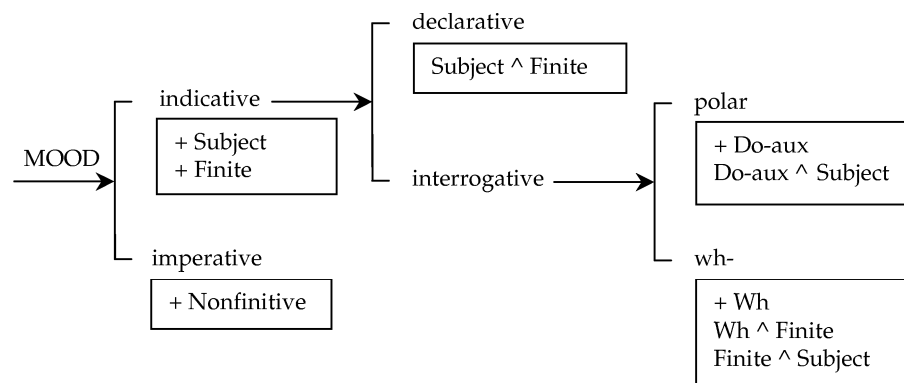 declarative
Subject ^ Finite
indicative
polar
+ Subject
+ Finite
+ Do-aux
Do-aux ^ Subject
MOOD
interrogative
imperative
wh-
+ Nonfinitive
+ Wh
Wh ^ Finite
Finite ^ Subject